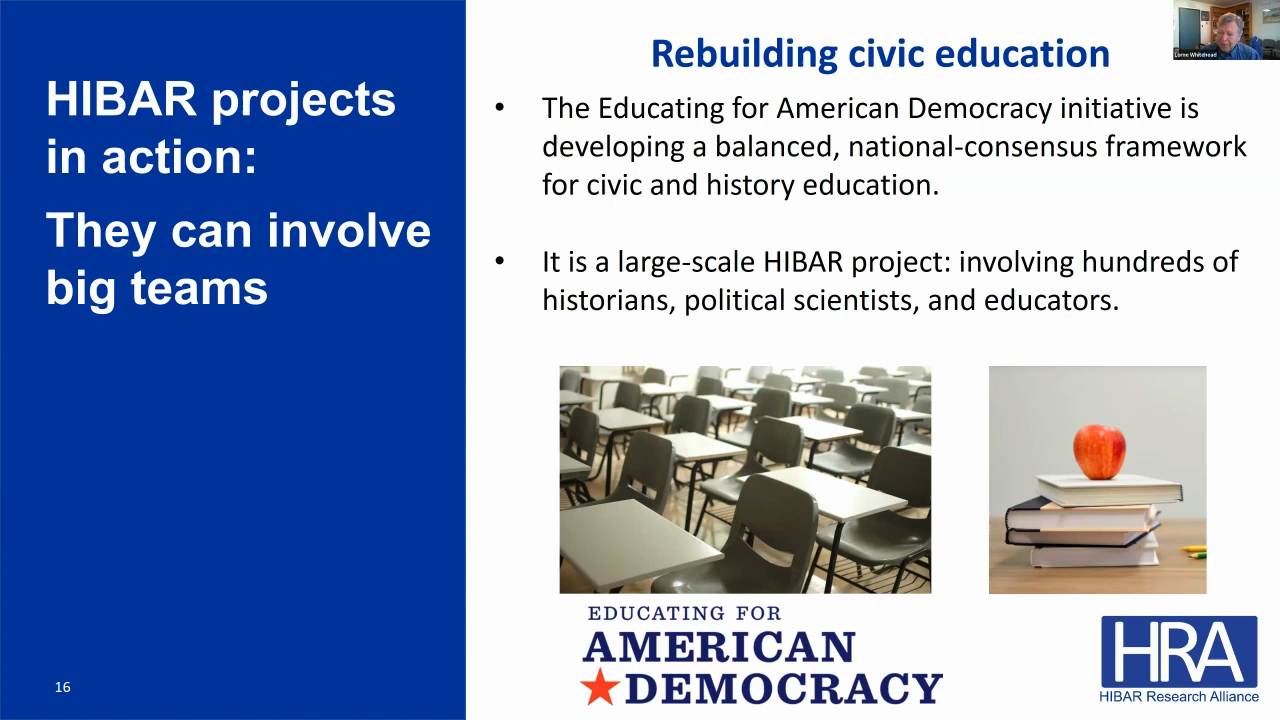 HIBAR projects
in action:
They can involve
big teams
16
Rebuilding civic education
• The Educating for American Democracy initiative is
developing a balanced, national-consensus framework
for civic and history education.
• It is a large-scale HIBAR project: involving hundreds of
historians, political scientists, and educators.
EDUCATING FOR
AMERICAN
DEMOCRACY
HRA
HIBAR Research Alliance
Lorne Whitehead